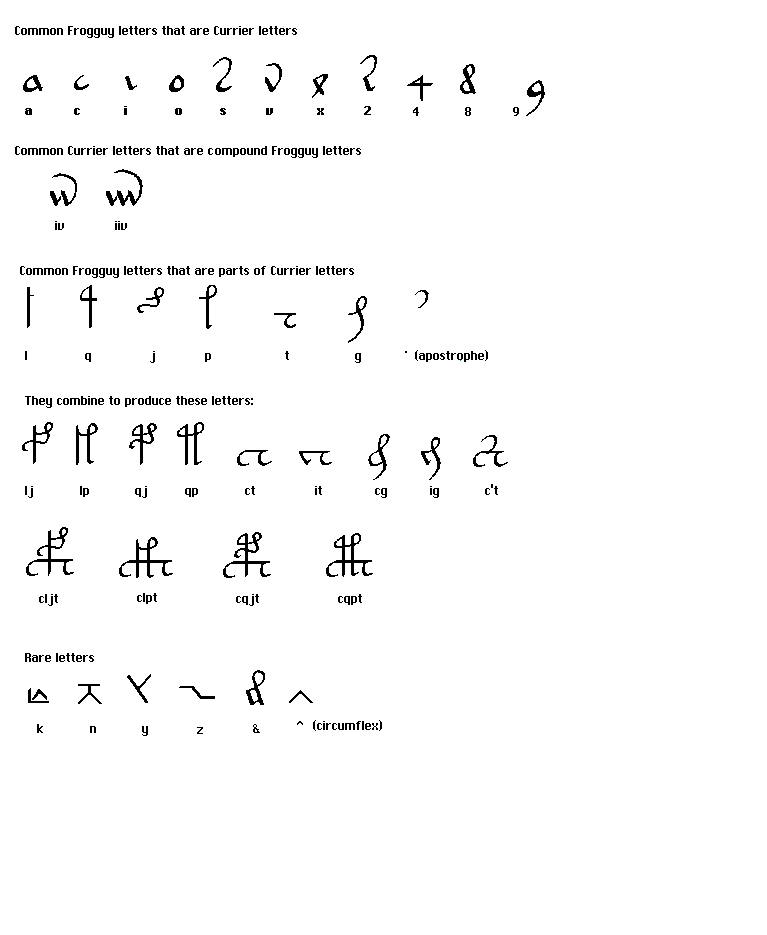 Common Frogguy letters that are Currier letters
a c i o s v x 2 4 8 9
Common Currier letters that are compound Frogguy letters
iv iiv
Common Frogguy letters that are parts of Currier letters
l q j p t g ' (apostrophe)
They combine to produce these letters:
lj lp qj qp ct it cg ig c't
cljt clpt cqjt cqpt
Rare letters
k n y z & ^ (circumflex)